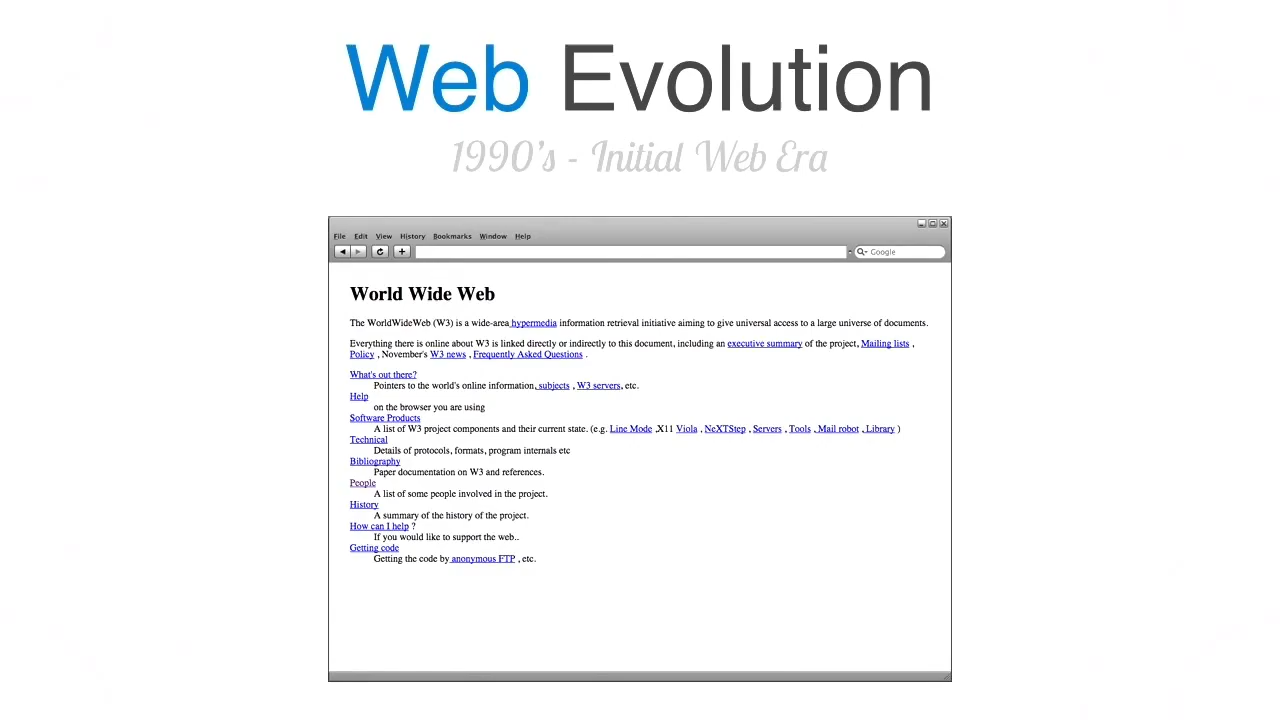 Web Evolution
1990's - Initial Web Era
File Edit View History Bookmarks Window Help
Google
World Wide Web
The WorldWideWeb (W3) is a wide-area hypermedia information retrieval initiative aiming to give universal access to a large universe of documents.
Everything there is online about W3 is linked directly or indirectly to this document, including an executive summary of the project, Mailing lists ,
Policy , November's W3 news , Frequently Asked Questions .
What's out there?
Pointers to the world's online information, subjects , W3 servers, etc.
Help
on the browser you are using
Software Products
A list of W3 project components and their current state. (e.g. Line Mode ,X11 Viola , NeXTStep , Servers , Tools , Mail robot , Library )
Technical
Details of protocols, formats, program internals etc
Bibliography
Paper documentation on W3 and references.
People
A list of some people involved in the project.
History
A summary of the history of the project.
How can I help ?
If you would like to support the web..
Getting code
Getting the code by anonymous FTP , etc.